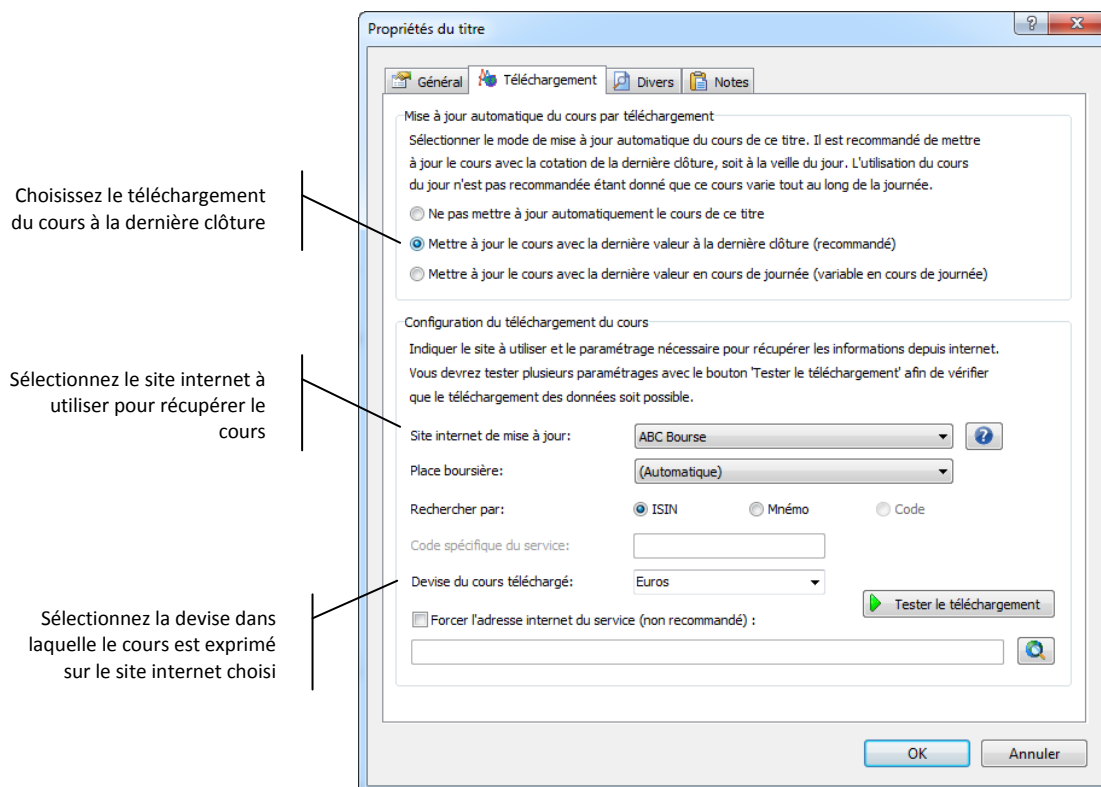 Propriétés du titre
Général
Téléchargement
Divers
Notes
Mise à jour automatique du cours par téléchargement
Sélectionner le mode de mise à jour automatique du cours de ce titre. Il est recommandé de mettre
à jour le cours avec la cotation de la dernière clôture, soit à la veille du jour. L'utilisation du cours
du jour n'est pas recommandée étant donné que ce cours varie tout au long de la journée.
Choisissez le téléchargement
du cours à la dernière clôture
Ne pas mettre à jour automatiquement le cours de ce titre
Mettre à jour le cours avec la dernière valeur à la dernière clôture (recommandé)
Mettre à jour le cours avec la dernière valeur en cours de journée (variable en cours de journée)
Configuration du téléchargement du cours
Indiquer le site à utiliser et le paramétrage nécessaire pour récupérer les informations depuis internet.
Vous devrez tester plusieurs paramétrages avec le bouton 'Tester le téléchargement' afin de vérifier
que le téléchargement des données soit possible.
Sélectionnez le site internet à
utiliser pour récupérer le
cours
Site internet de mise à jour:
ABC Bourse
Place boursière:
(Automatique)
Rechercher par:
ISIN
Mnémo
Code
Code spécifique du service:
Devise du cours téléchargé:
Euros
Tester le téléchargement
Sélectionnez la devise dans
laquelle le cours est exprimé
sur le site internet choisi
Forcer l'adresse internet du service (non recommandé) :
OK
Annuler